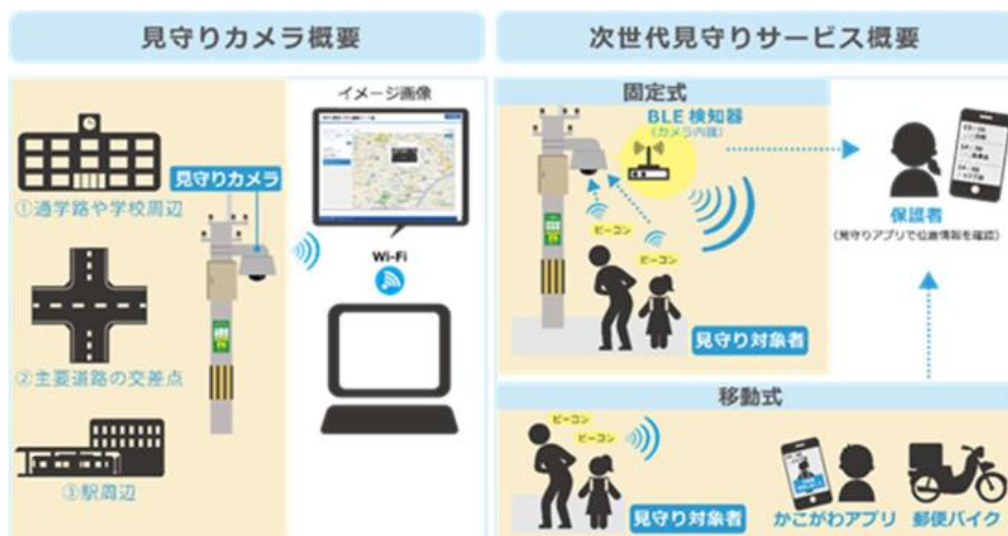 見守りカメラ概要
見守りカメラ
①通学路や学校周辺
②主要道路の交差点
③駅周辺
イメージ画像
Wi-Fi
次世代見守りサービス概要
固定式
BLE 検知器
(カメラ内蔵)
ビーコン
ビーコン
見守り対象者
保護者
(見守りアプリで位置情報を確認)
移動式
ビーコン
ビーコン
見守り対象者
かこがわアプリ
郵便バイク